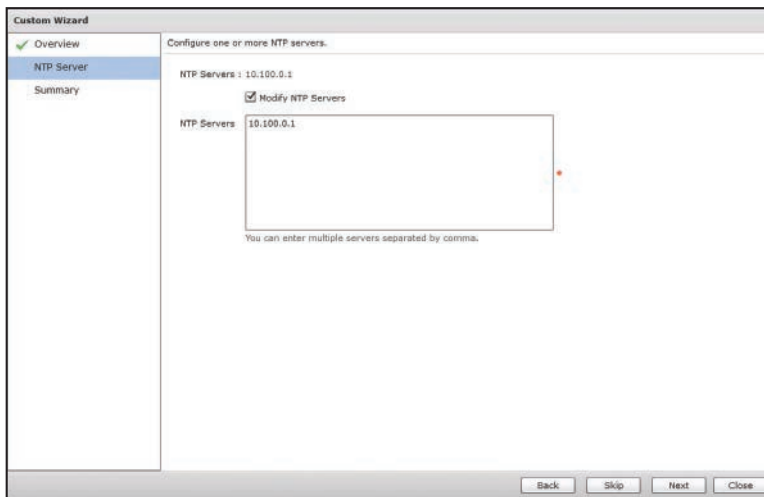 Custom Wizard
Overview
NTP Server
Summary
Configure one or more NTP servers.
NTP Servers : 10.100.0.1
Modify NTP Servers
NTP Servers
10.100.0.1
*
You can enter multiple servers separated by comma.
Back
Skip
Next
Close